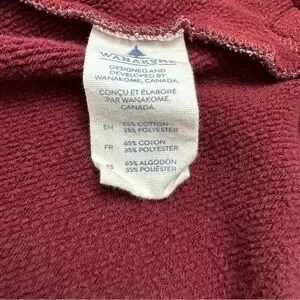 WANAKOME
DESIGNED AND
DEVELOPED BY
WANAKOME, CANADA.
CONÇU ET ÉLABORÉ
PAR WANAKOME,
CANADA.
EN 65% COTTON
35% POLYESTER
FR 65% COTON
35% POLYESTER
ES 65% ALGODÓN
35% POLIÉSTER